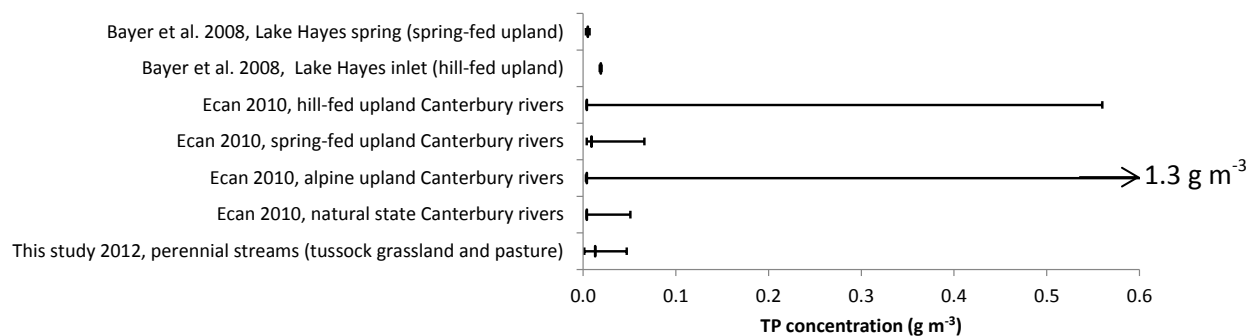 Bayer et al. 2008, Lake Hayes spring (spring-fed upland)
Bayer et al. 2008,  Lake Hayes inlet (hill-fed upland)
Ecan 2010, hill-fed upland Canterbury rivers
Ecan 2010, spring-fed upland Canterbury rivers
Ecan 2010, alpine upland Canterbury rivers
1.3 g m⁻³
Ecan 2010, natural state Canterbury rivers
This study 2012, perennial streams (tussock grassland and pasture)
0.0 0.1 0.2 0.3 0.4 0.5 0.6
TP concentration (g m⁻³)